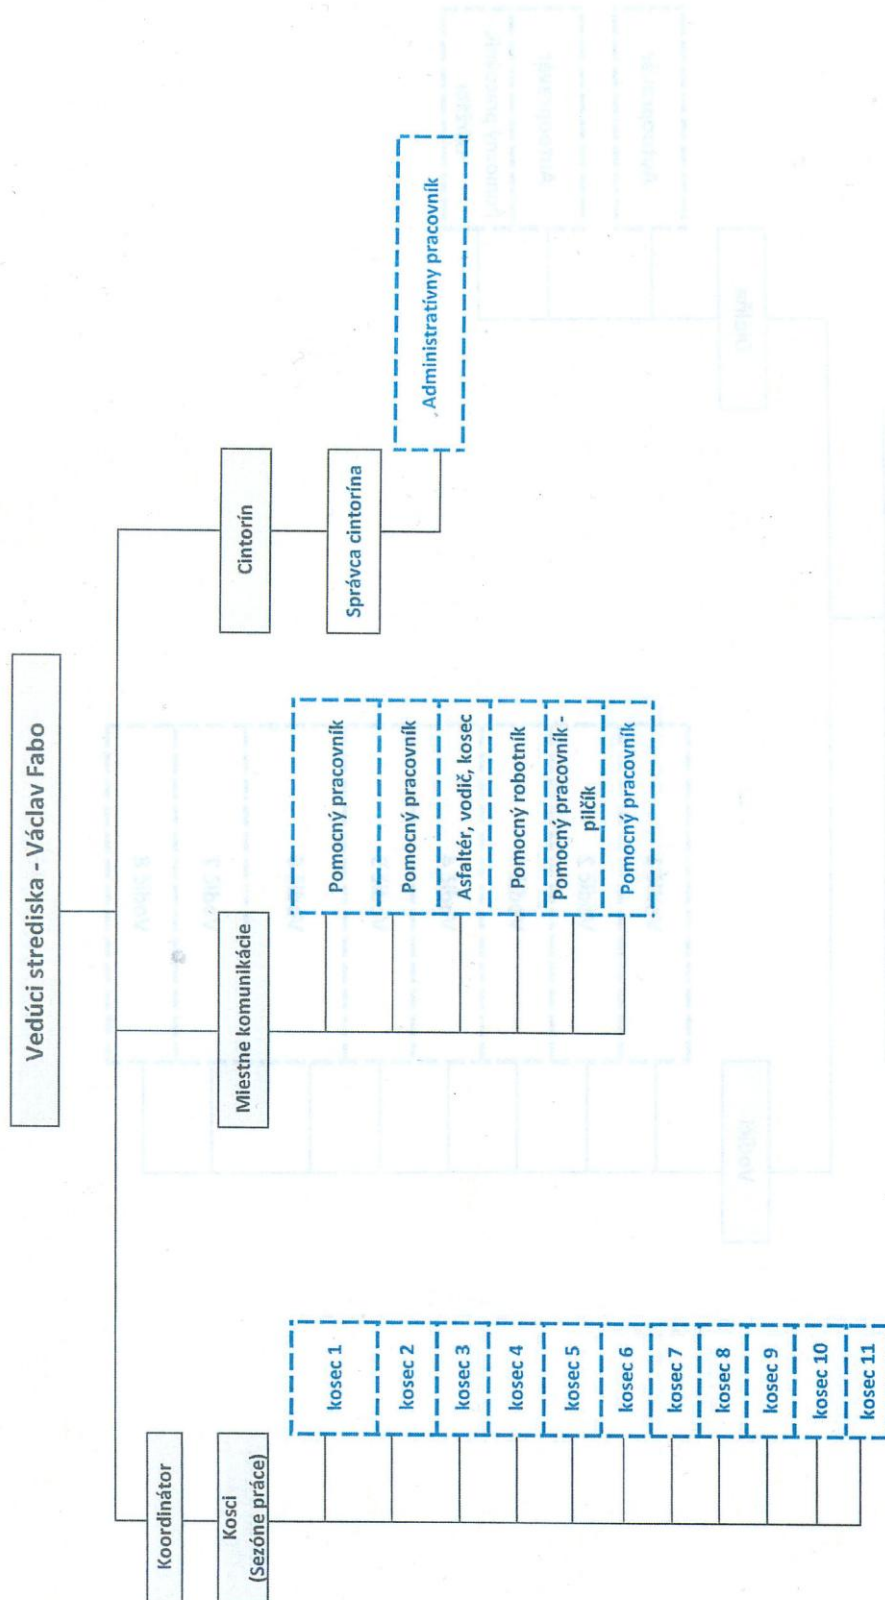 Vedúci strediska - Václav Fabo
Koordinátor
Kosci
(Sezóne práce)
kosec 1
kosec 2
kosec 3
kosec 4
kosec 5
kosec 6
kosec 7
kosec 8
kosec 9
kosec 10
kosec 11
Miestne komunikácie
Pomocný pracovník
Pomocný pracovník
Asfaltér, vodič, kosec
Pomocný robotník
Pomocný pracovník -
pilčík
Pomocný pracovník
Cintorín
Správca cintorína
Administratívny pracovník